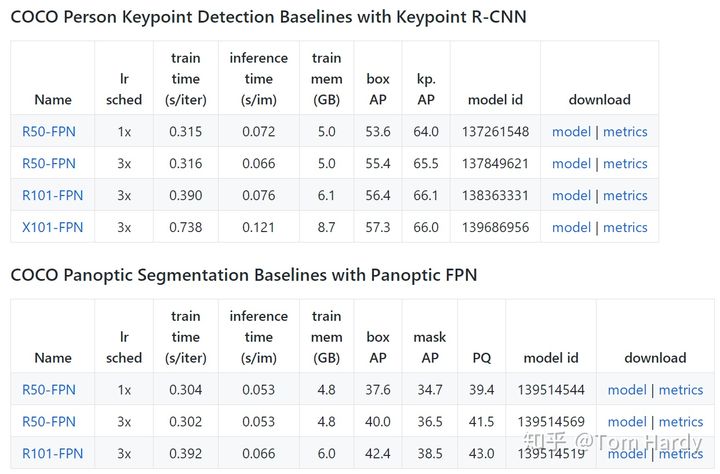 COCO Person Keypoint Detection Baselines with Keypoint R-CNN
Name lr sched train time (s/iter) inference time (s/im) train mem (GB) box AP kp. AP model id download
R50-FPN 1x 0.315 0.072 5.0 53.6 64.0 137261548 model | metrics
R50-FPN 3x 0.316 0.066 5.0 55.4 65.5 137849621 model | metrics
R101-FPN 3x 0.390 0.076 6.1 56.4 66.1 138363331 model | metrics
X101-FPN 3x 0.738 0.121 8.7 57.3 66.0 139686956 model | metrics
COCO Panoptic Segmentation Baselines with Panoptic FPN
Name lr sched train time (s/iter) inference time (s/im) train mem (GB) box AP mask AP PQ model id download
R50-FPN 1x 0.304 0.053 4.8 37.6 34.7 39.4 139514544 model | metrics
R50-FPN 3x 0.302 0.053 4.8 40.0 36.5 41.5 139514569 model | metrics
R101-FPN 3x 0.392 0.066 6.0 42.4 38.5 43.0 139514519 model | metrics
知乎 @Tom Hardy